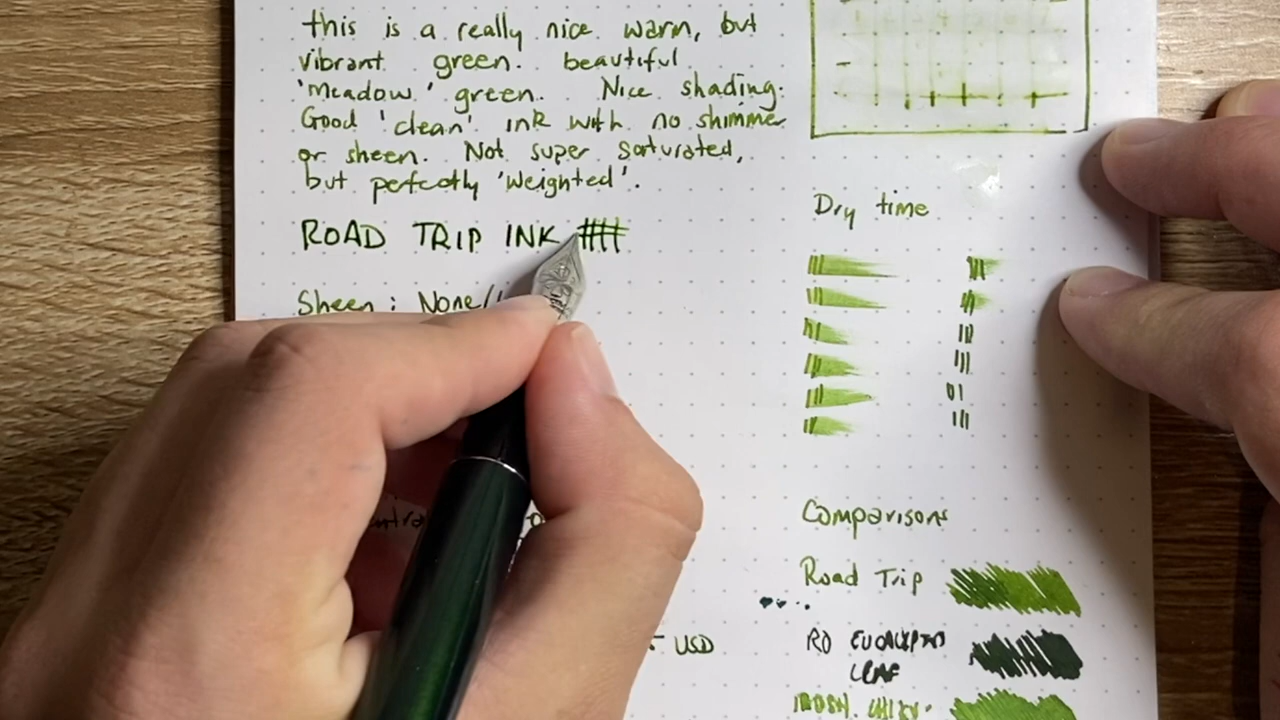 this is a really nice warm, but
vibrant green. beautiful
'meadow' green. Nice shading.
Good 'clean' ink with no shimmer
or sheen. Not super saturated,
but perfectly 'weighted'.
ROAD TRIP INK
Sheen: None/
USD
Dry time
Comparisons
Road Trip
RO EUCALYPTUS
LEAF